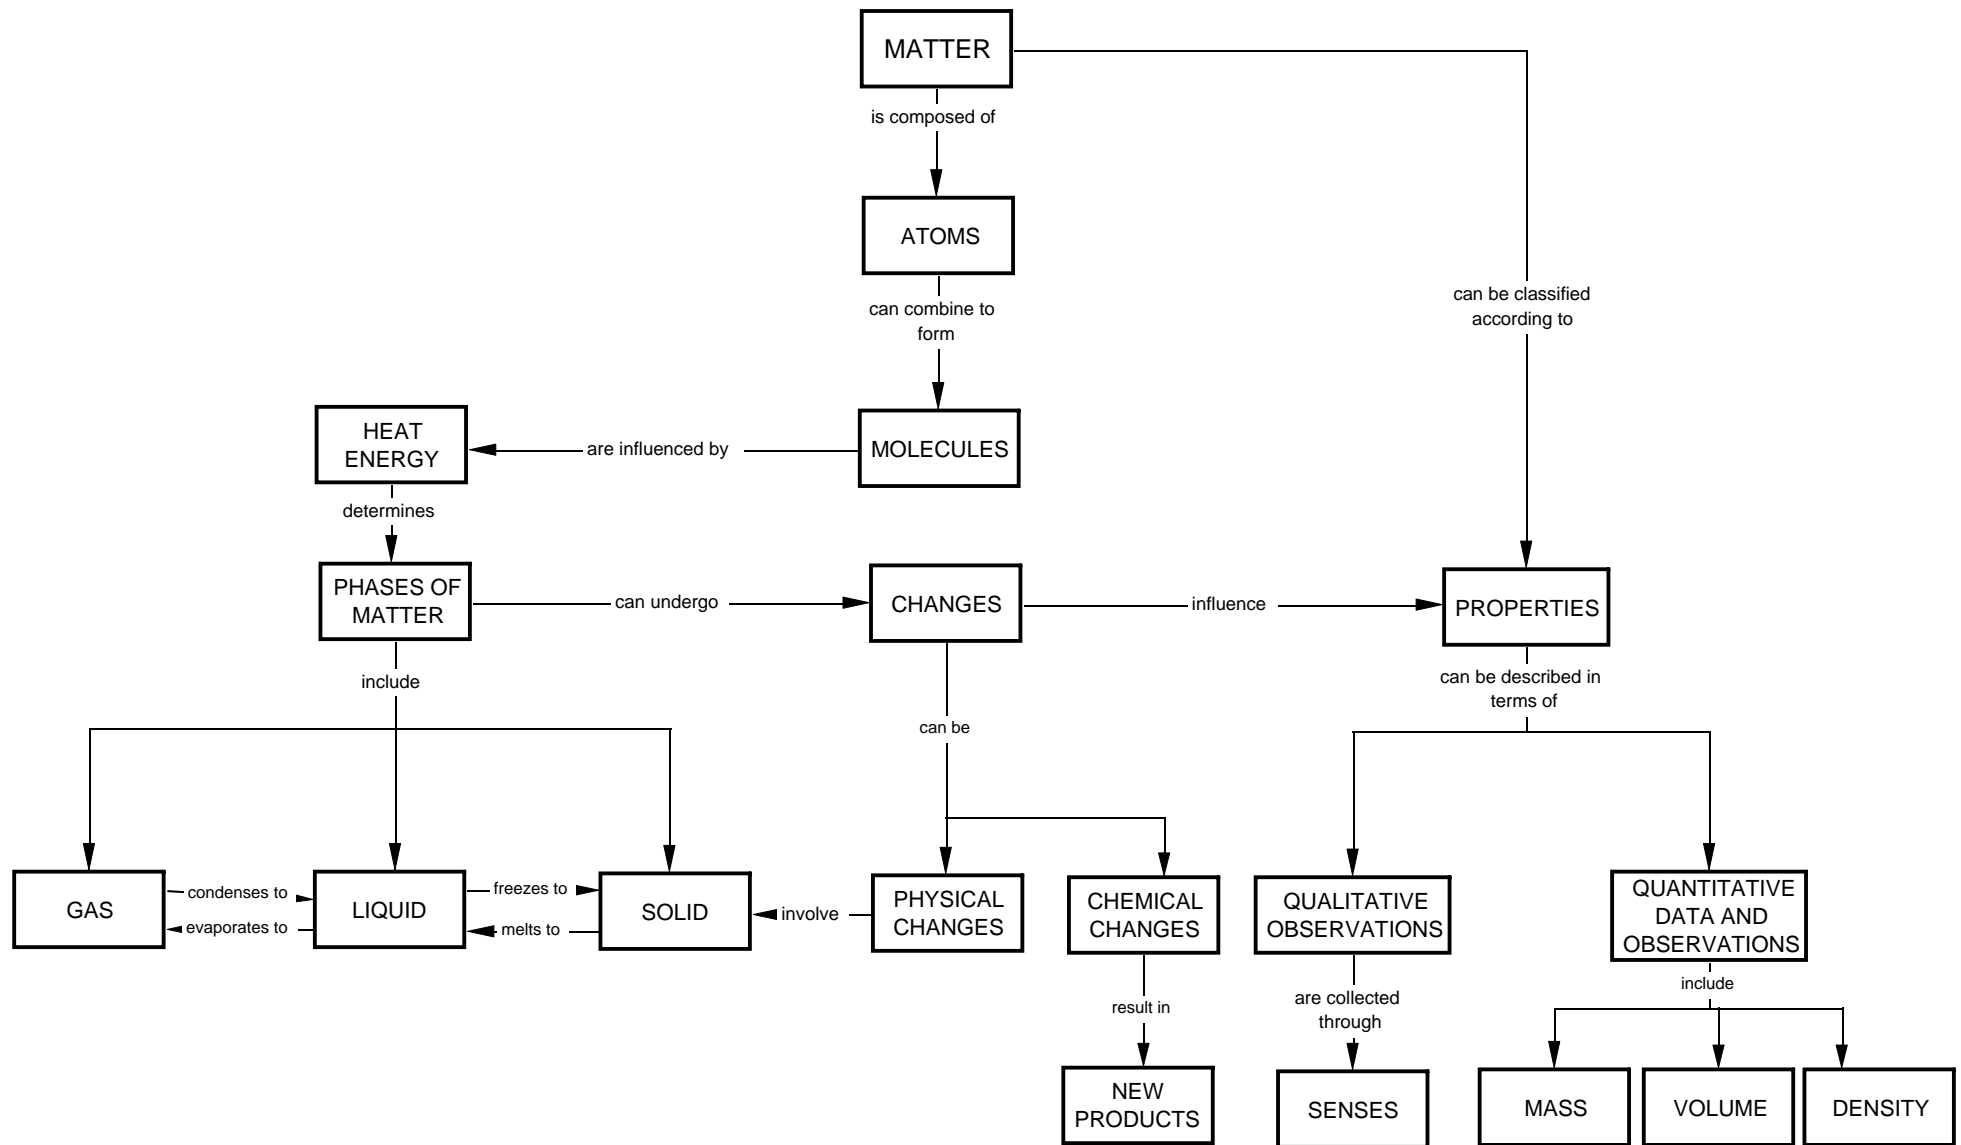 MATTER
is composed of
ATOMS
can combine to
form
can be classified
according to
HEAT
ENERGY
are influenced by
MOLECULES
determines
PHASES OF
MATTER
can undergo
CHANGES
influence
PROPERTIES
include
can be
can be described in
terms of
GAS
condenses to
evaporates to
LIQUID
freezes to
melts to
SOLID
involve
PHYSICAL
CHANGES
CHEMICAL
CHANGES
QUALITATIVE
OBSERVATIONS
QUANTITATIVE
DATA AND
OBSERVATIONS
result in
are collected
through
include
NEW
PRODUCTS
SENSES
MASS
VOLUME
DENSITY